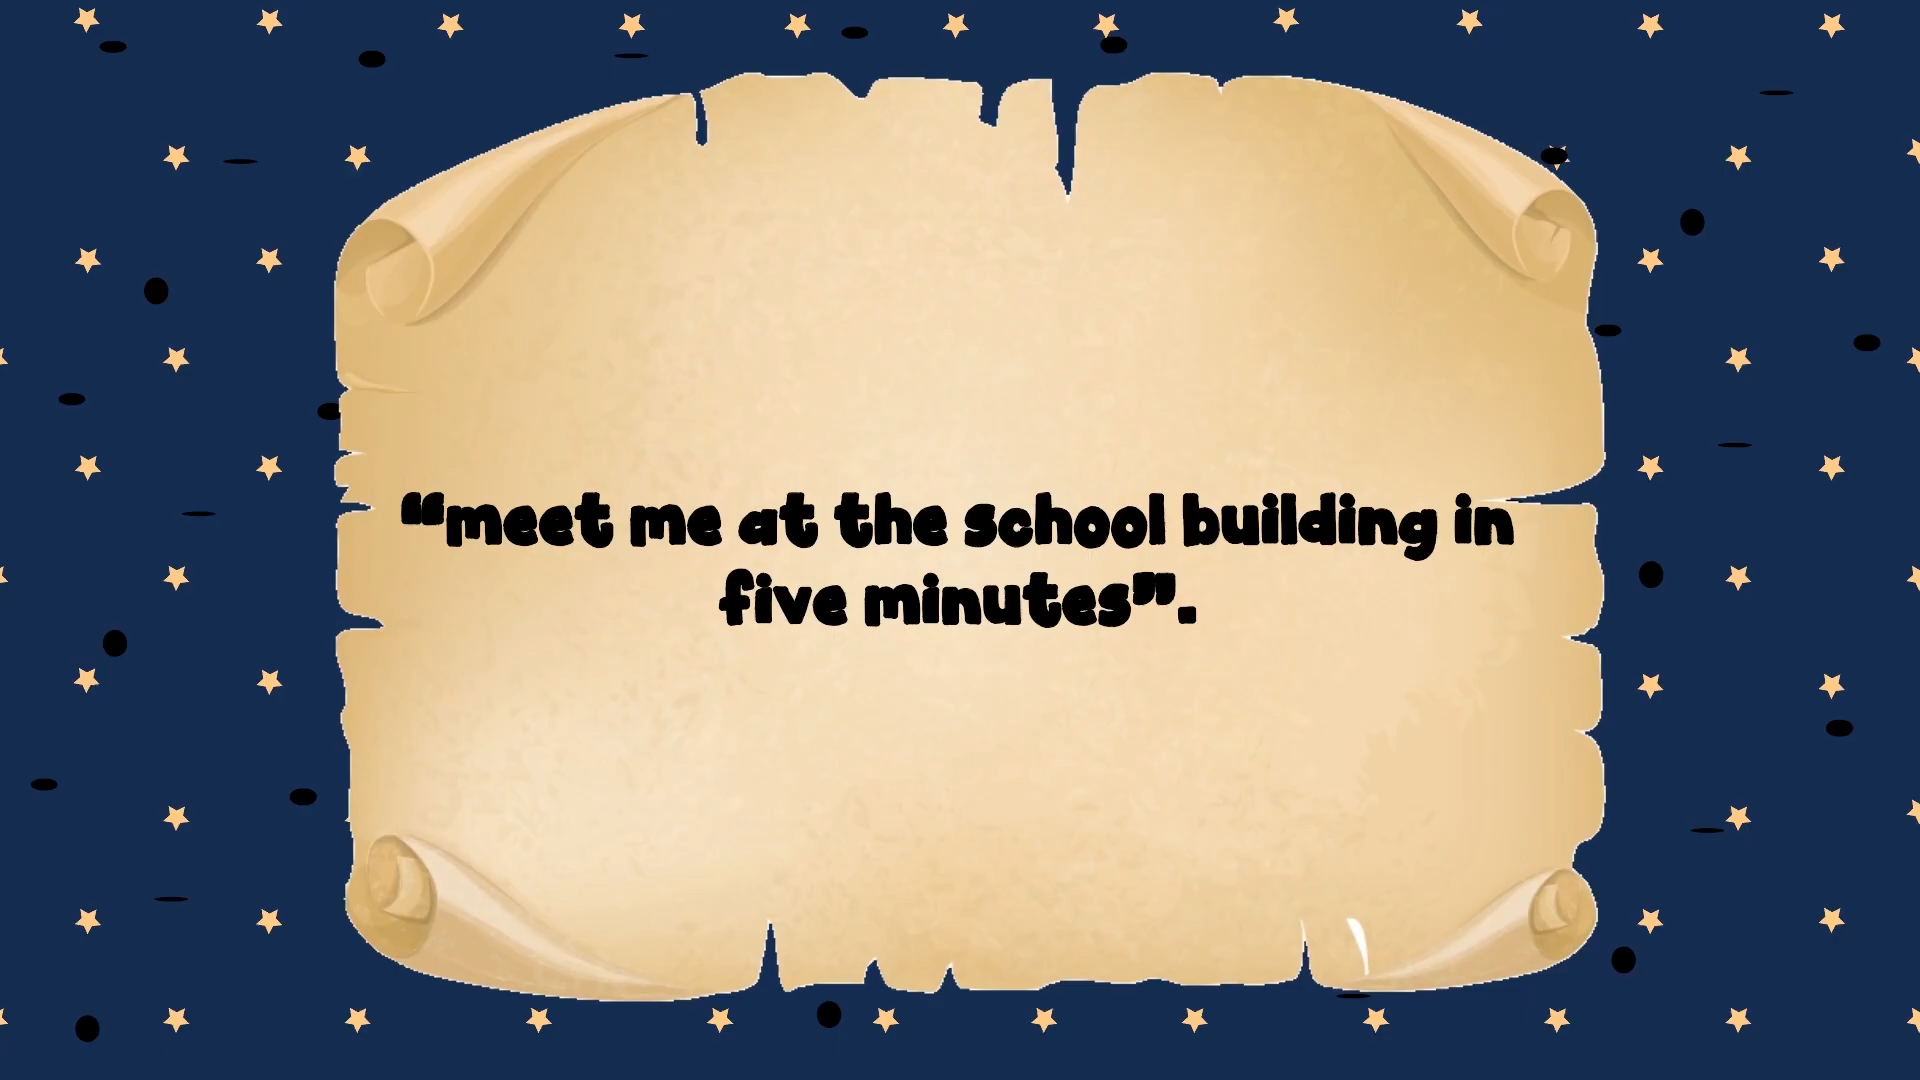 “meet me at the school building in
five minutes”.